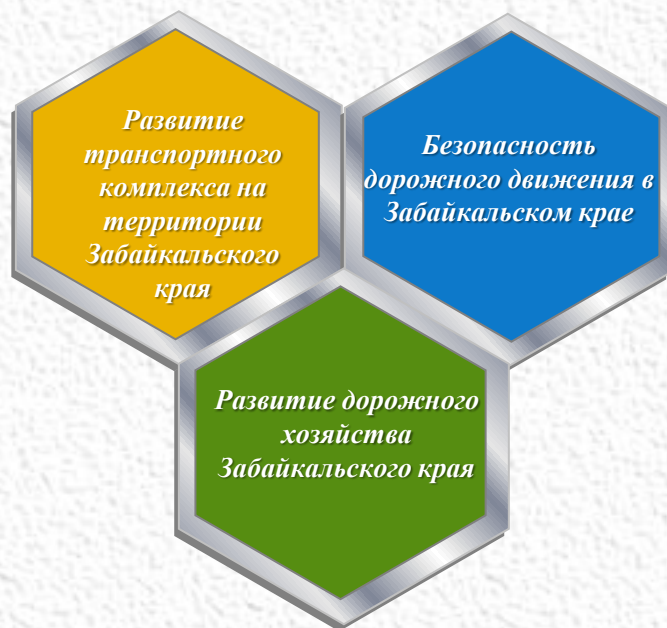 Развитие
транспортного
комплекса на
территории
Забайкальского
края
Безопасность
дорожного движения в
Забайкальском крае
Развитие дорожного
хозяйства
Забайкальского края